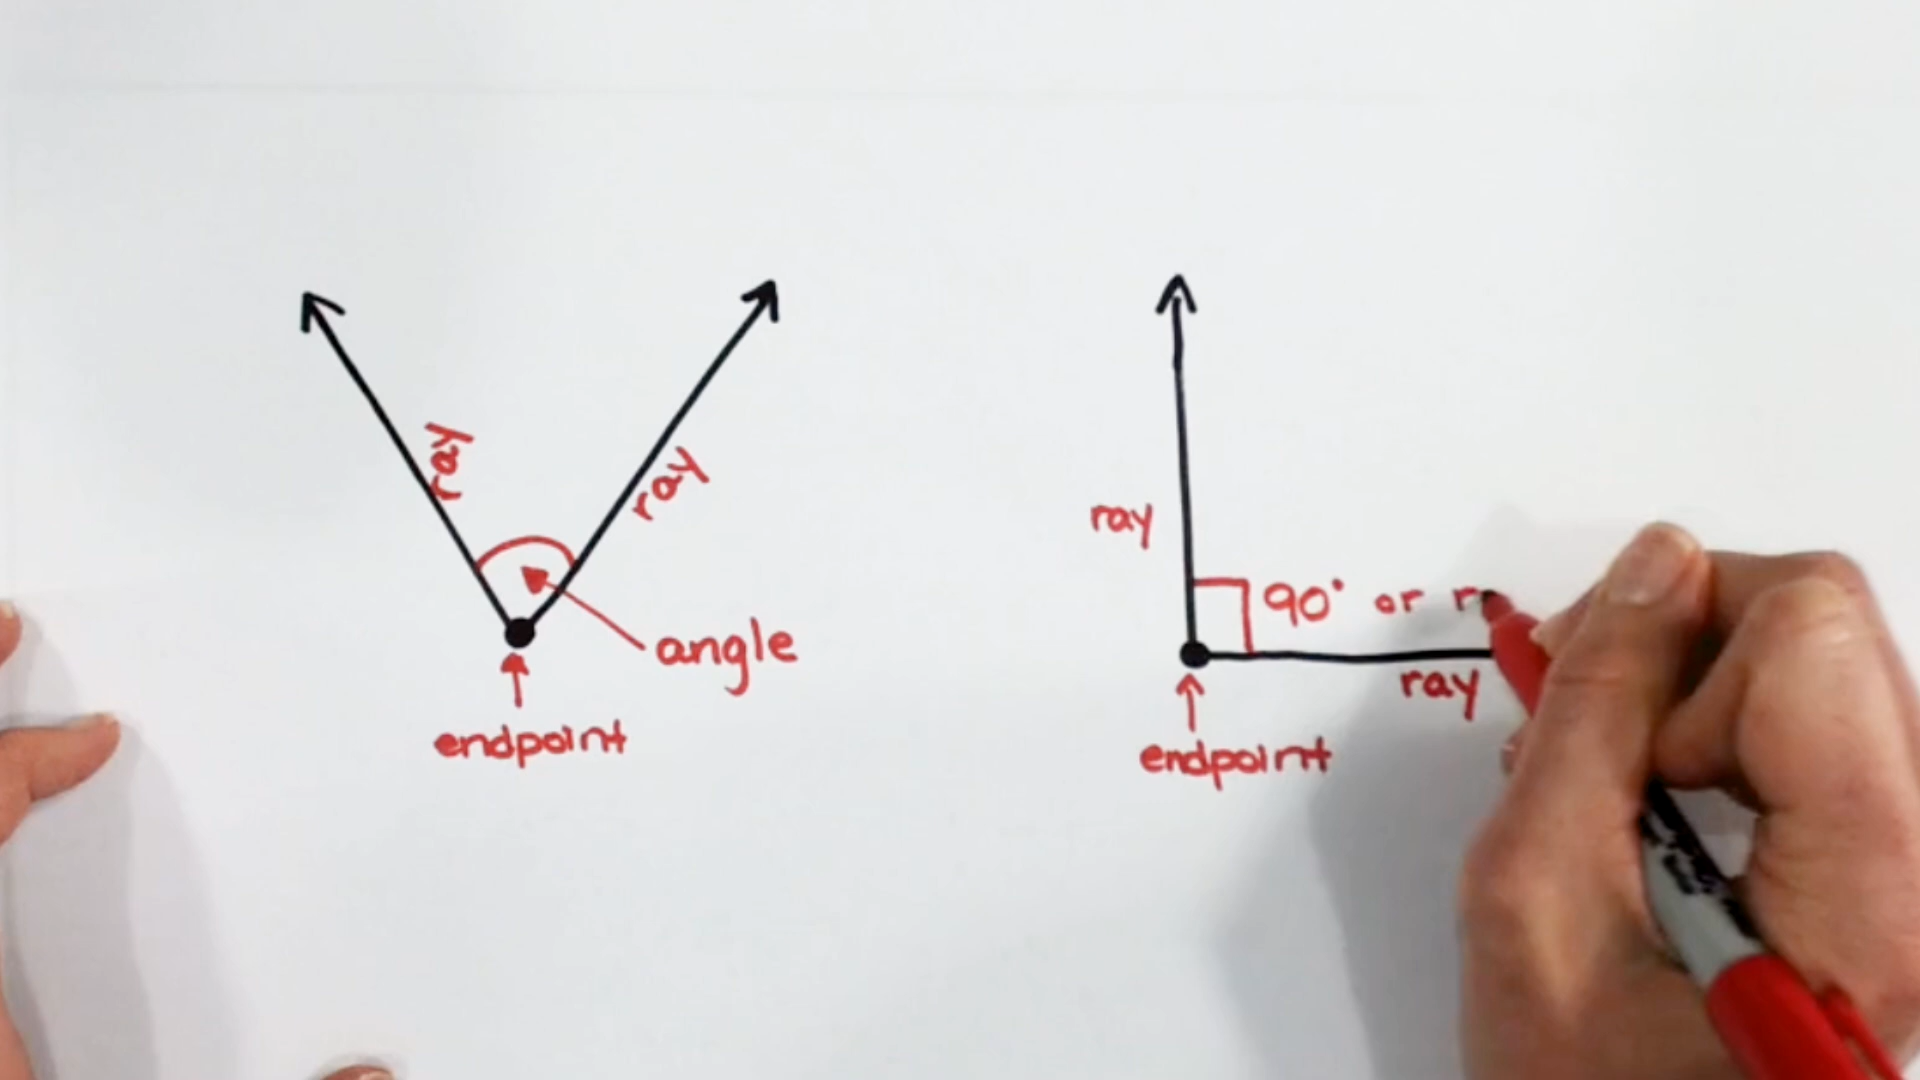 ray
ray
angle
endpoint
ray
90° or r
ray
endpoint